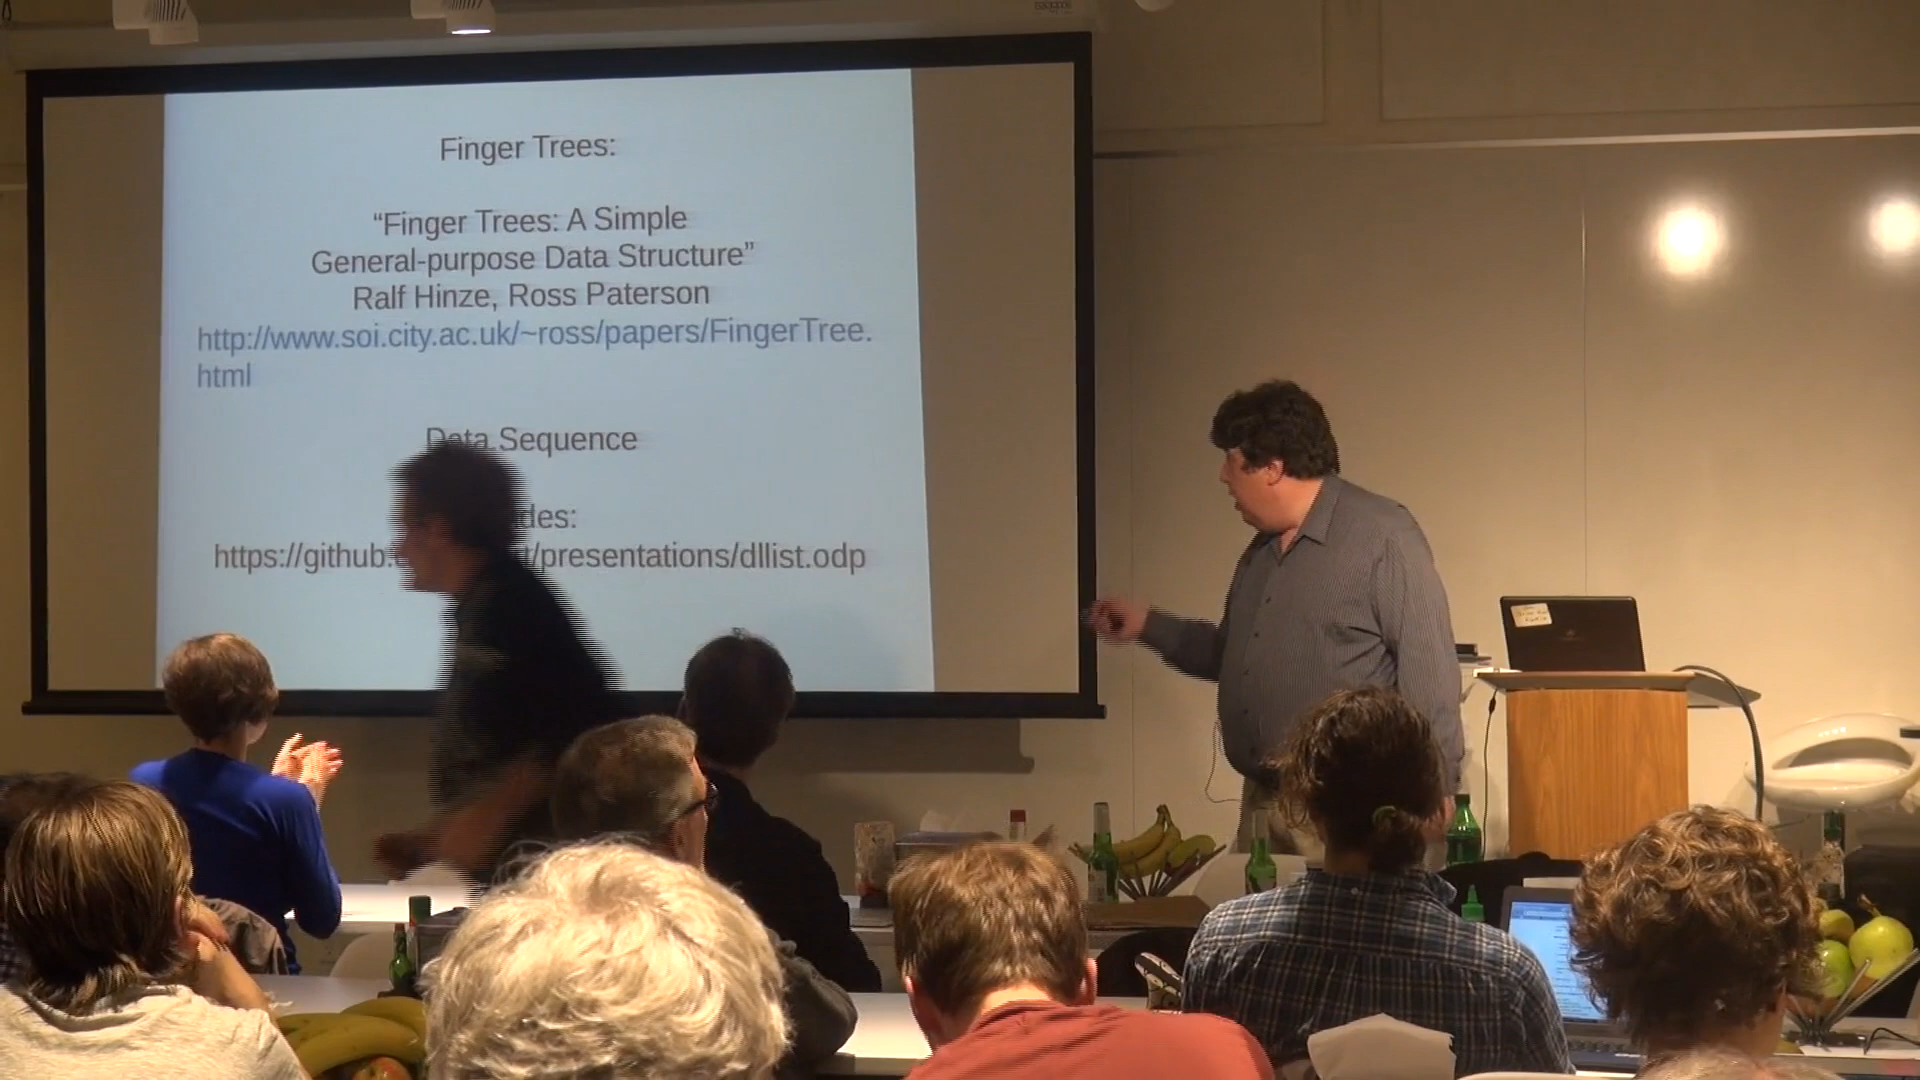 Finger Trees:
“Finger Trees: A Simple
General-purpose Data Structure”
Ralf Hinze, Ross Paterson
http://www.soi.city.ac.uk/~ross/papers/FingerTree.
html
Data.Sequence
des:
https://github. t/presentations/dllist.odp